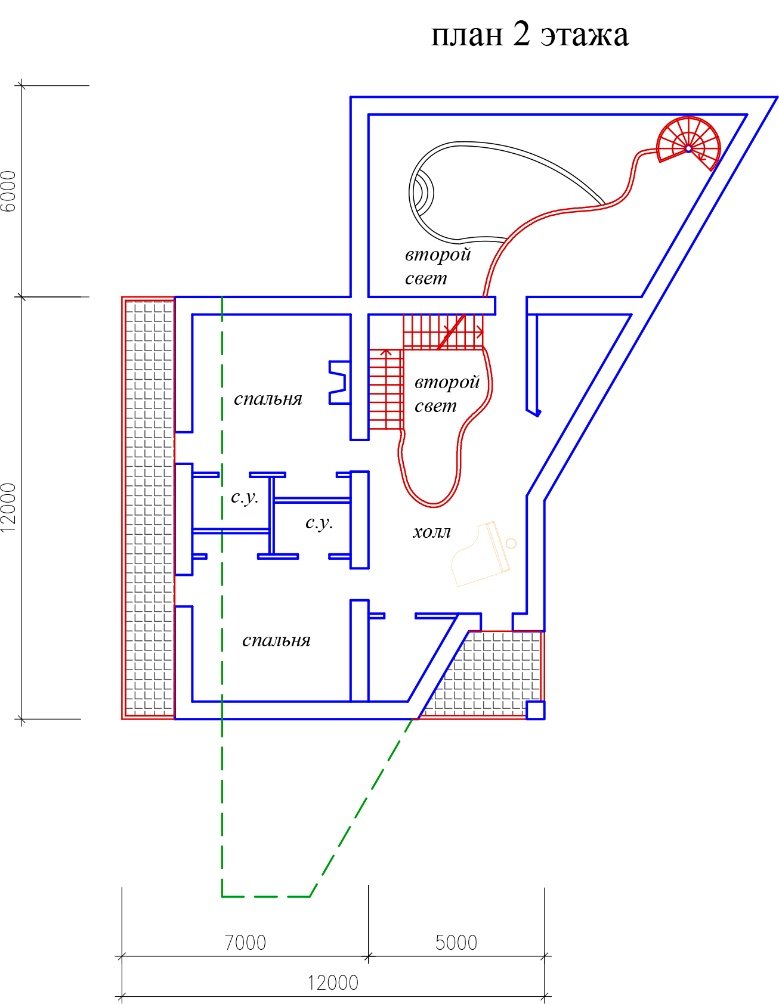 план 2 этажа
6000
второй
свет
второй
свет
спальня
с.у.
с.у.
12000
холл
спальня
7000
5000
12000